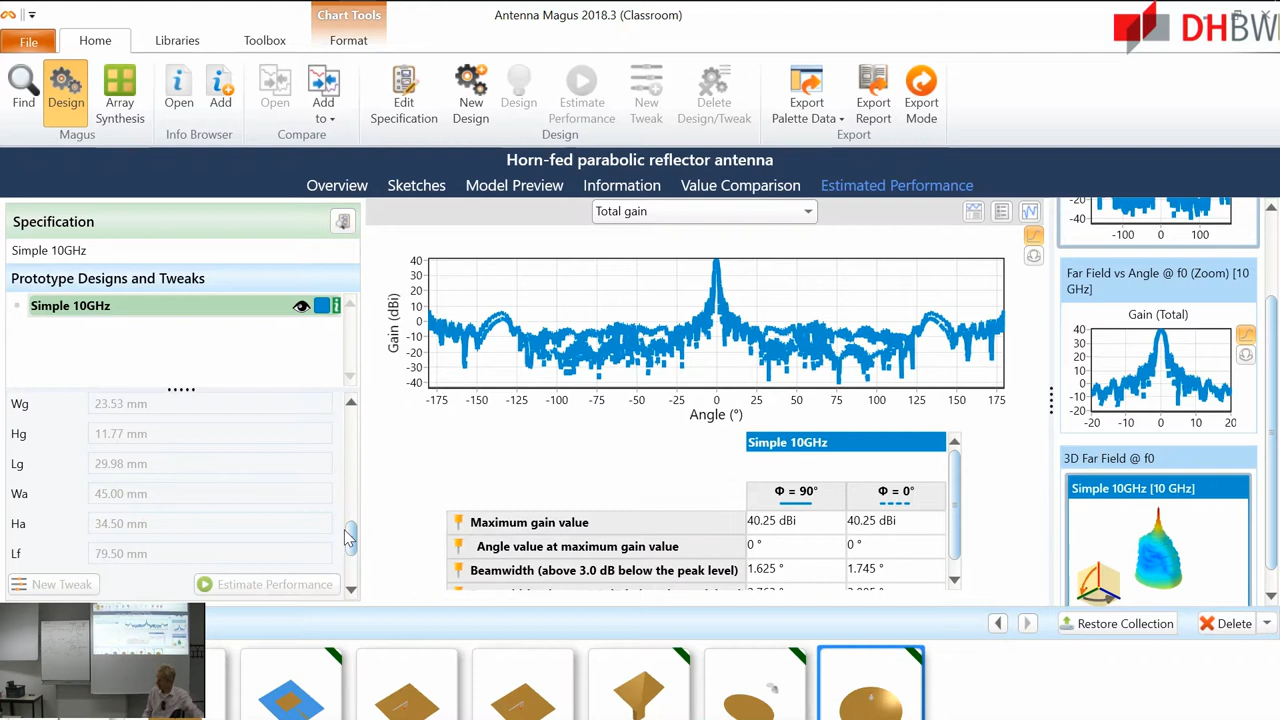 Antenna Magus 2018.3 (Classroom)
Chart Tools
DHBW
File
Home
Libraries
Toolbox
Format
Find
Design
Array Synthesis
Magus
Open
Add
Info Browser
Open
Add to
Compare
Edit Specification
New Design
Design
Estimate Performance
New Tweak
Delete Design/Tweak
Design
Export Palette Data
Export Report
Export Mode
Export
Horn-fed parabolic reflector antenna
Overview
Sketches
Model Preview
Information
Value Comparison
Estimated Performance
Specification
Simple 10GHz
Prototype Designs and Tweaks
Simple 10GHz
Wg 23.53 mm
Hg 11.77 mm
Lg 29.98 mm
Wa 45.00 mm
Ha 34.50 mm
Lf 79.50 mm
New Tweak
Estimate Performance
Total gain
Gain (dBi)
40
30
20
10
0
-10
-20
-30
-40
-175 -150 -125 -100 -75 -50 -25 0 25 50 75 100 125 150 175
Angle (°)
Simple 10GHz
Φ = 90° Φ = 0°
Maximum gain value 40.25 dBi 40.25 dBi
Angle value at maximum gain value 0 ° 0 °
Beamwidth (above 3.0 dB below the peak level) 1.625 ° 1.745 °
-20
-40
-100 0 100
Far Field vs Angle @ f0 (Zoom) [10 GHz]
Gain (Total)
40
30
20
10
0
-10
-20
-20 -10 0 10 20
3D Far Field @ f0
Simple 10GHz [10 GHz]
Restore Collection
Delete